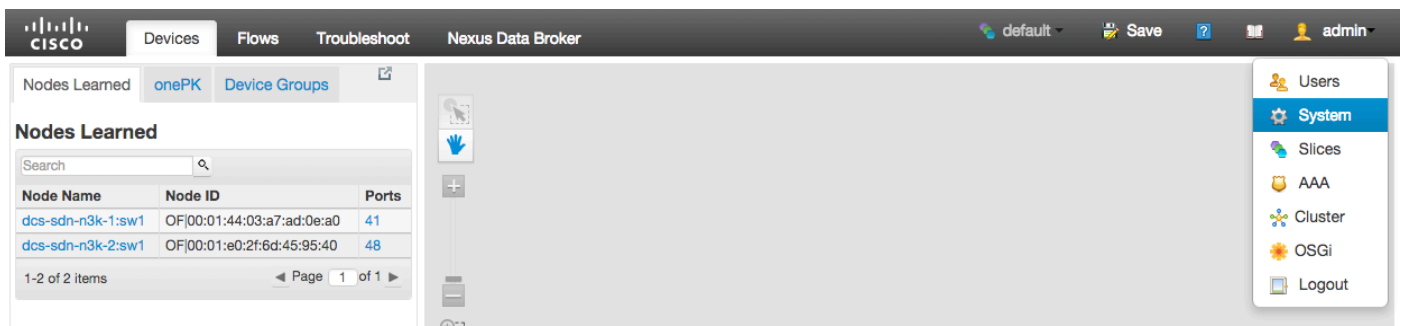 CISCO Devices Flows Troubleshoot Nexus Data Broker default Save ? admin
Nodes Learned onePK Device Groups
Nodes Learned
Search
Node Name Node ID Ports
dcs-sdn-n3k-1:sw1 OF|00:01:44:03:a7:ad:0e:a0 41
dcs-sdn-n3k-2:sw1 OF|00:01:e0:2f:6d:45:95:40 48
1-2 of 2 items Page 1 of 1
Users
System
Slices
AAA
Cluster
OSGi
Logout